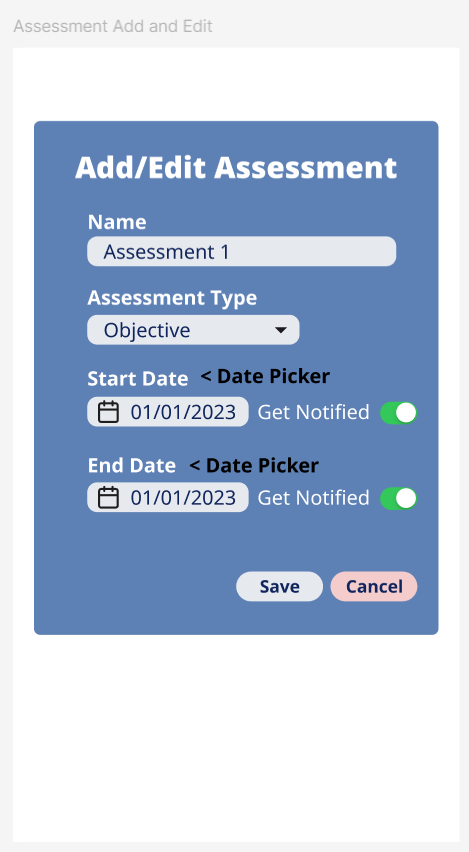 Assessment Add and Edit
Add/Edit Assessment
Name
Assessment 1
Assessment Type
Objective
Start Date < Date Picker
01/01/2023 Get Notified
End Date < Date Picker
01/01/2023 Get Notified
Save Cancel